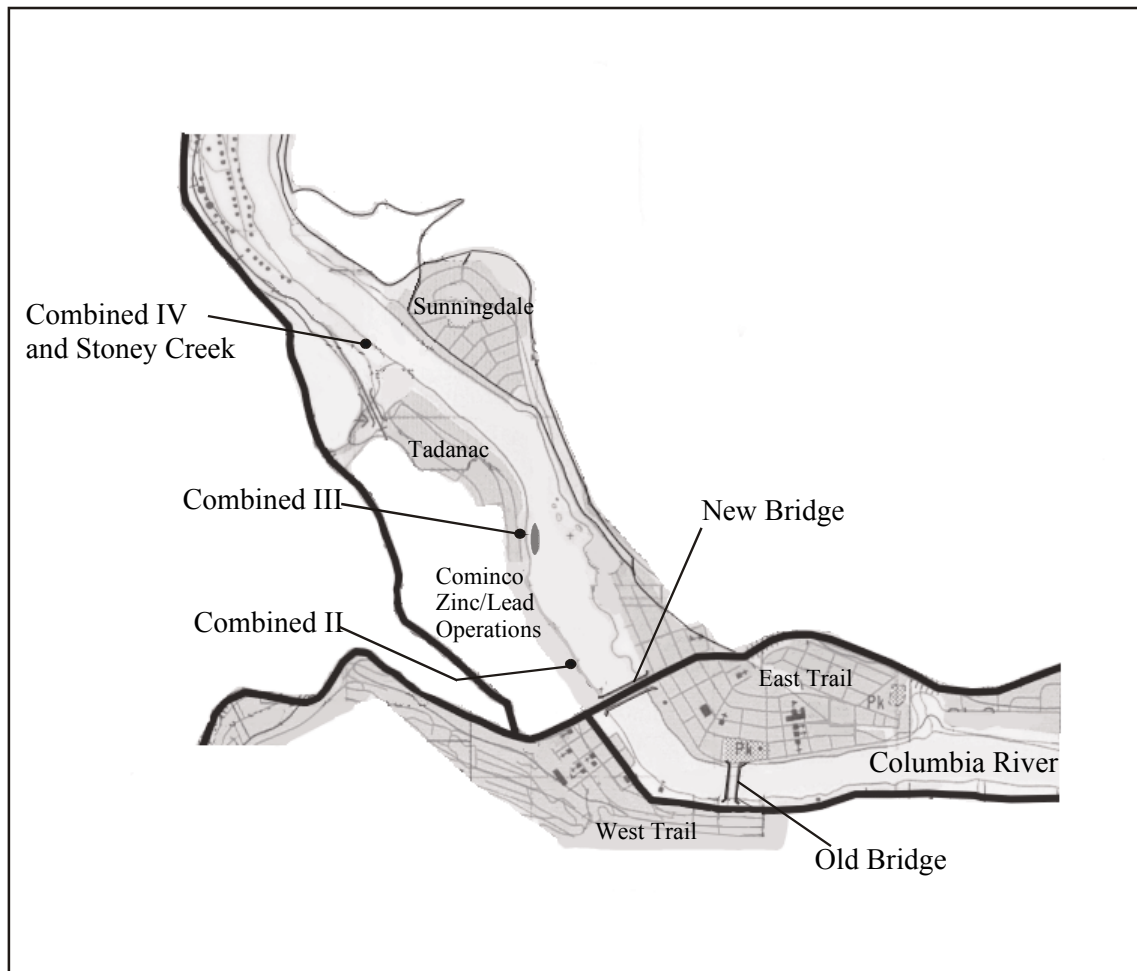 Sunningdale
Combined IV
and Stoney Creek
Tadanac
Combined III
New Bridge
Cominco
Zinc/Lead
Operations
Combined II
East Trail
Pk
Pk
Columbia River
West Trail
Old Bridge